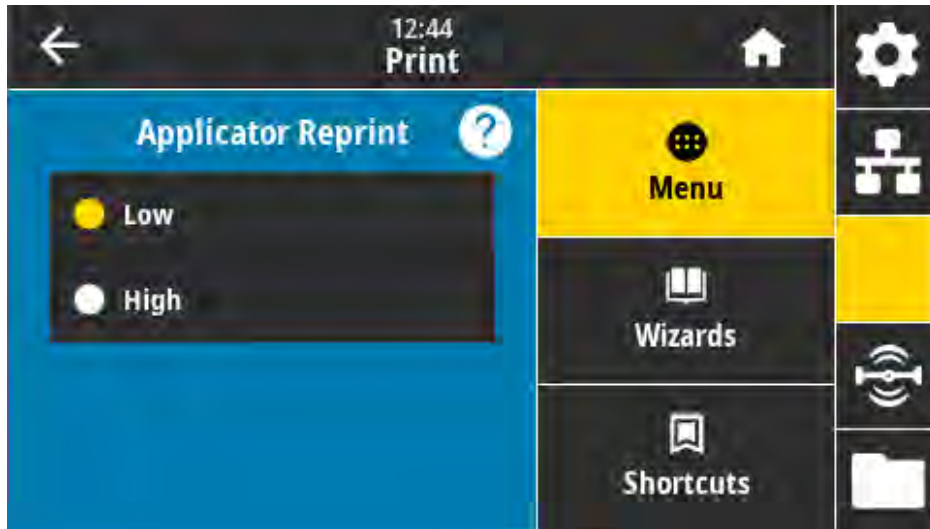 12:44
Print
Applicator Reprint ?
Low
High
Menu
Wizards
Shortcuts